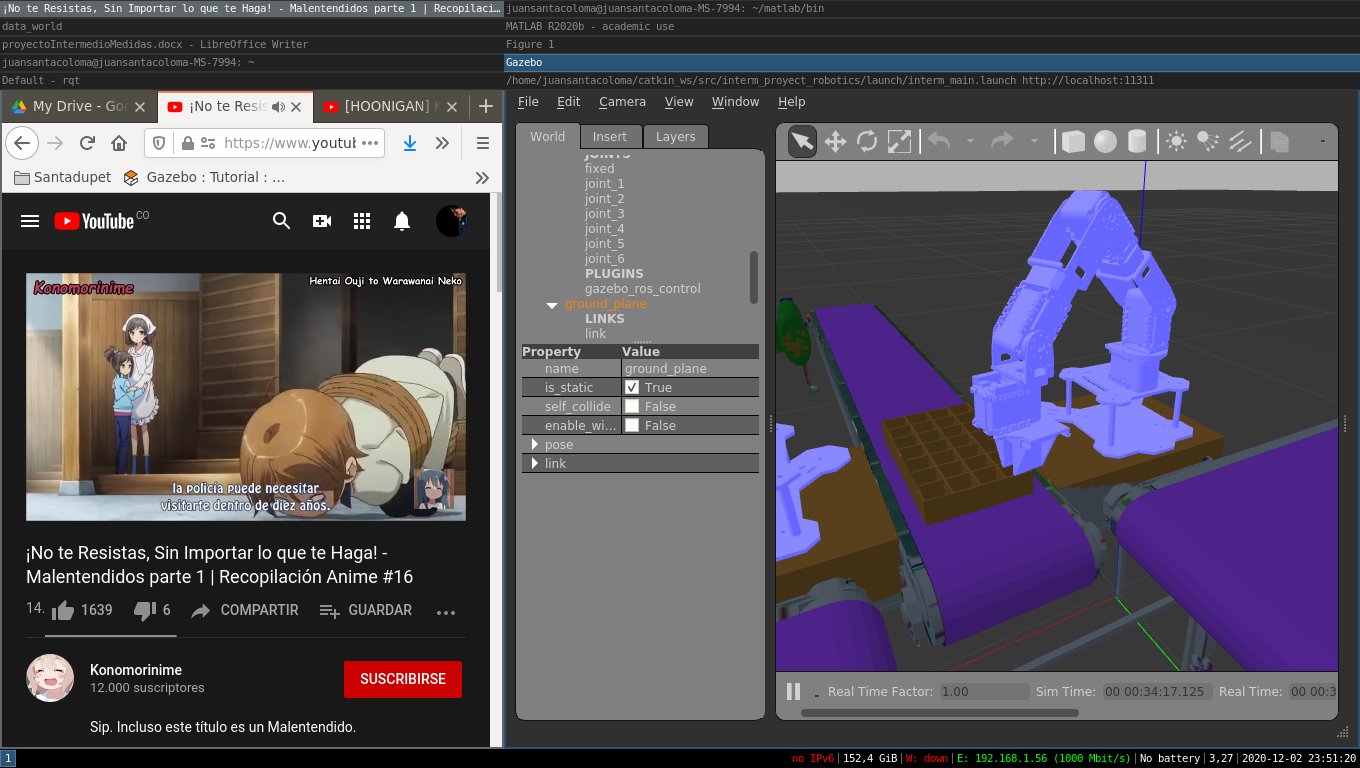 ¡No te Resistas, Sin Importar lo que te Haga! - Malentendidos parte 1 | Recopilaci…
data_world
proyectoIntermedioMedidas.docx - LibreOffice Writer
juansantacoloma@juansantacoloma-MS-7994: ~
Default - rqt
juansantacoloma@juansantacoloma-MS-7994: ~/matlab/bin
MATLAB R2020b - academic use
Figure 1
Gazebo
/home/juansantacoloma/catkin_ws/src/interm_proyect_robotics/launch/interm_main.launch http://localhost:11311
My Drive - Goo
¡No te Resis
[HOONIGAN] K
https://www.youtu
Santadupet
Gazebo : Tutorial : …
YouTube CO
Konomorinime
Hentai Ouji to Warawanai Neko
la policía puede necesitar
visitarte dentro de diez años.
¡No te Resistas, Sin Importar lo que te Haga! -
Malentendidos parte 1 | Recopilación Anime #16
14.
1639
6
COMPARTIR
GUARDAR
Konomorinime
12.000 suscriptores
SUSCRIBIRSE
Sip. Incluso este título es un Malentendido.
File Edit Camera View Window Help
World Insert Layers
JOINTS
fixed
joint_1
joint_2
joint_3
joint_4
joint_5
joint_6
PLUGINS
gazebo_ros_control
ground_plane
LINKS
link
Property Value
name ground_plane
is_static True
self_collide False
enable_wi... False
pose
link
Real Time Factor: 1.00 Sim Time: 00 00:34:17.125 Real Time: 00 00:3
1
no IPv6|152,4 GiB|W: down|E: 192.168.1.56 (1000 Mbit/s)|No battery|3,27|2020-12-02 23:51:20